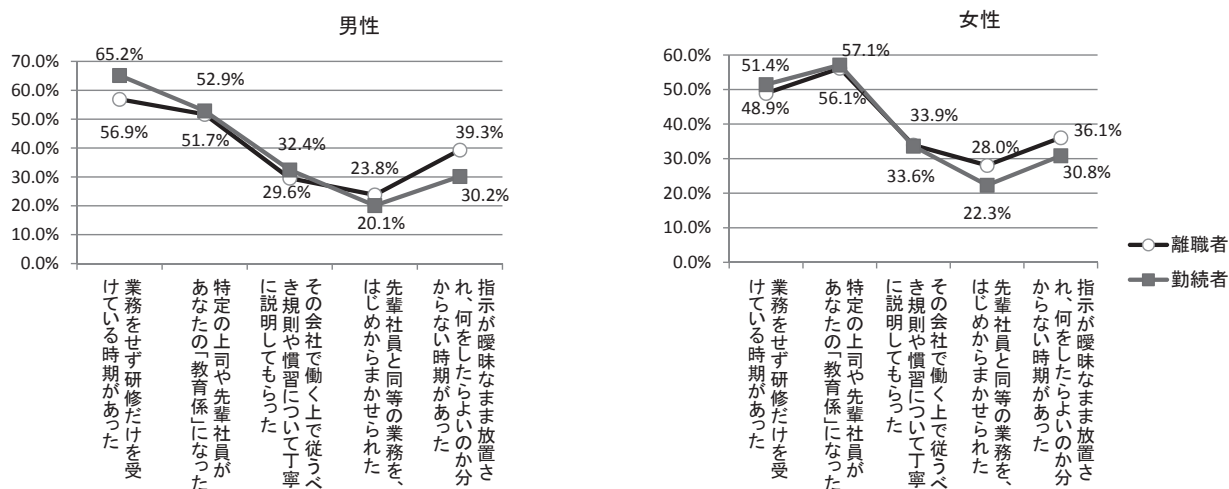 男性
70.0%
60.0%
50.0%
40.0%
30.0%
20.0%
10.0%
0.0%
65.2%
56.9%
52.9%
51.7%
32.4%
29.6%
23.8%
20.1%
39.3%
30.2%
業務をせず研修だけを受
けている時期があった
特定の上司や先輩社員が
あなたの「教育係」になった
その会社で働く上で従うべ
き規則や慣習について丁寧
に説明してもらった
先輩社員と同等の業務を、
はじめからまかせられた
指示が曖昧なまま放置さ
れ、何をしたらよいのか分
からない時期があった
女性
60.0%
50.0%
40.0%
30.0%
20.0%
10.0%
0.0%
51.4%
48.9%
57.1%
56.1%
33.9%
33.6%
28.0%
22.3%
36.1%
30.8%
業務をせず研修だけを受
けている時期があった
特定の上司や先輩社員が
あなたの「教育係」になった
その会社で働く上で従うべ
き規則や慣習について丁寧
に説明してもらった
先輩社員と同等の業務を、
はじめからまかせられた
指示が曖昧なまま放置さ
れ、何をしたらよいのか分
からない時期があった
離職者
勤続者